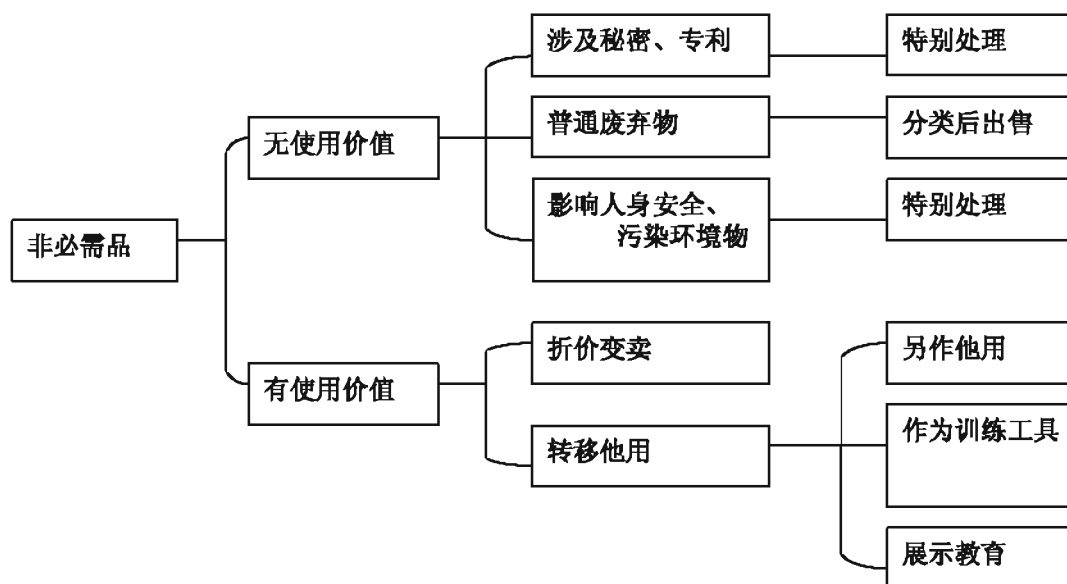 涉及秘密、专利
特别处理
普通废弃物
分类后出售
无使用价值
影响人身安全、
污染环境物
特别处理
非必需品
折价变卖
另作他用
有使用价值
转移他用
作为训练工具
展示教育